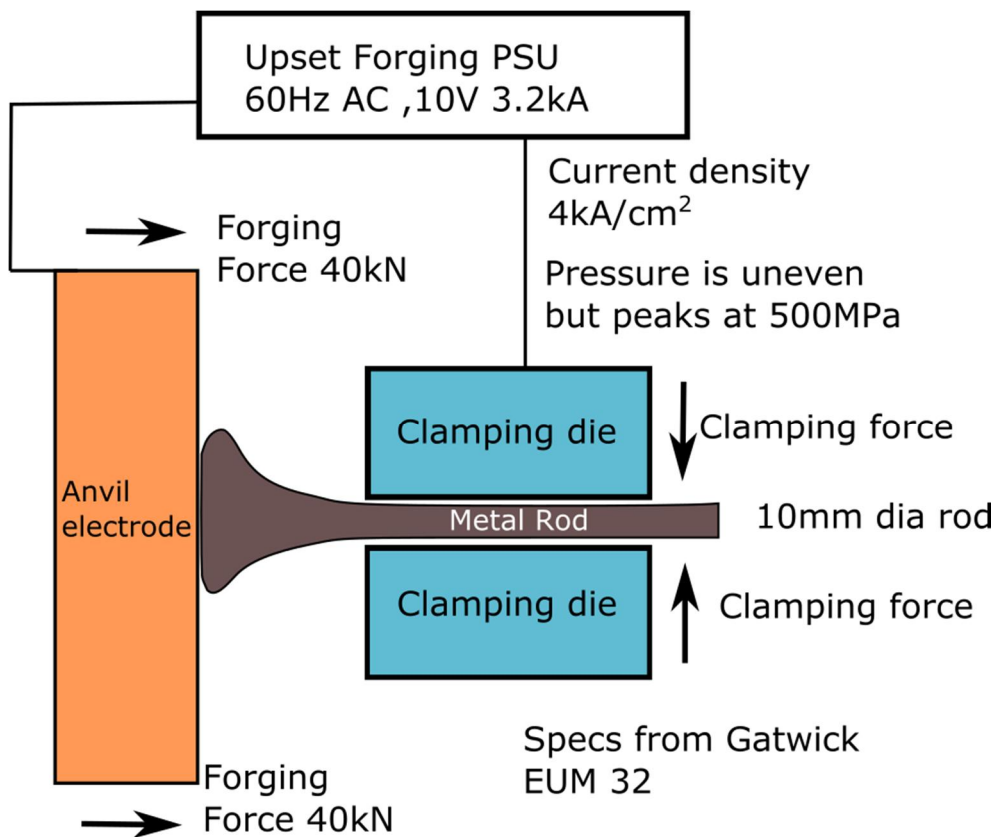 Upset Forging PSU
60Hz AC ,10V 3.2kA
Current density
4kA/cm²
Forging
Force 40kN
Pressure is uneven
but peaks at 500MPa
Clamping die
Clamping force
Anvil
electrode
Metal Rod
10mm dia rod
Clamping die
Clamping force
Specs from Gatwick
EUM 32
Forging
Force 40kN